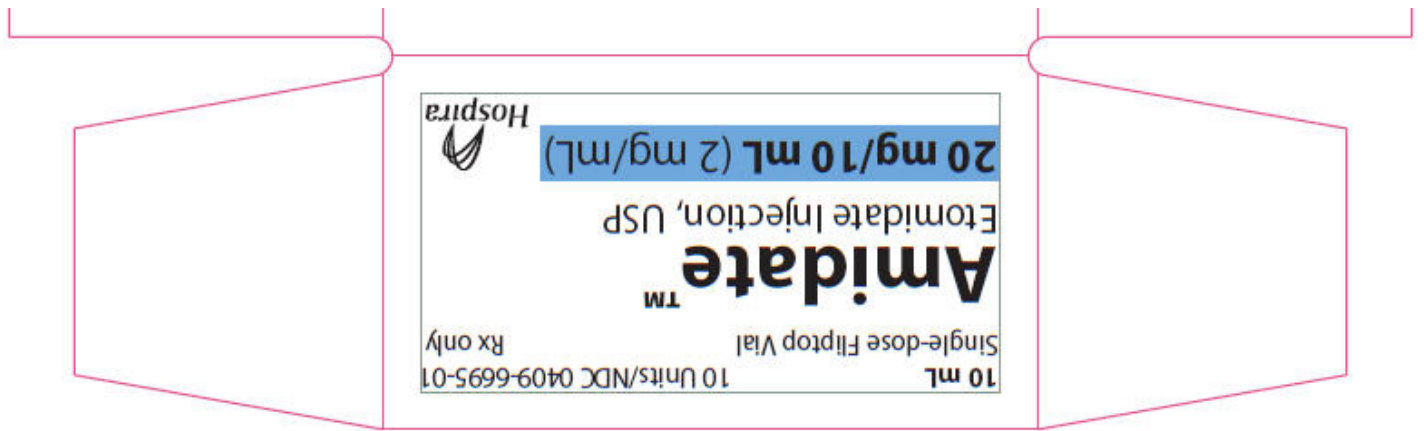 10 mL 10 Units/NDC 0409-6695-01
Single-dose Fliptop Vial Rx only
Amidate™
Etomidate Injection, USP
20 mg/10 mL (2 mg/mL)
Hospira